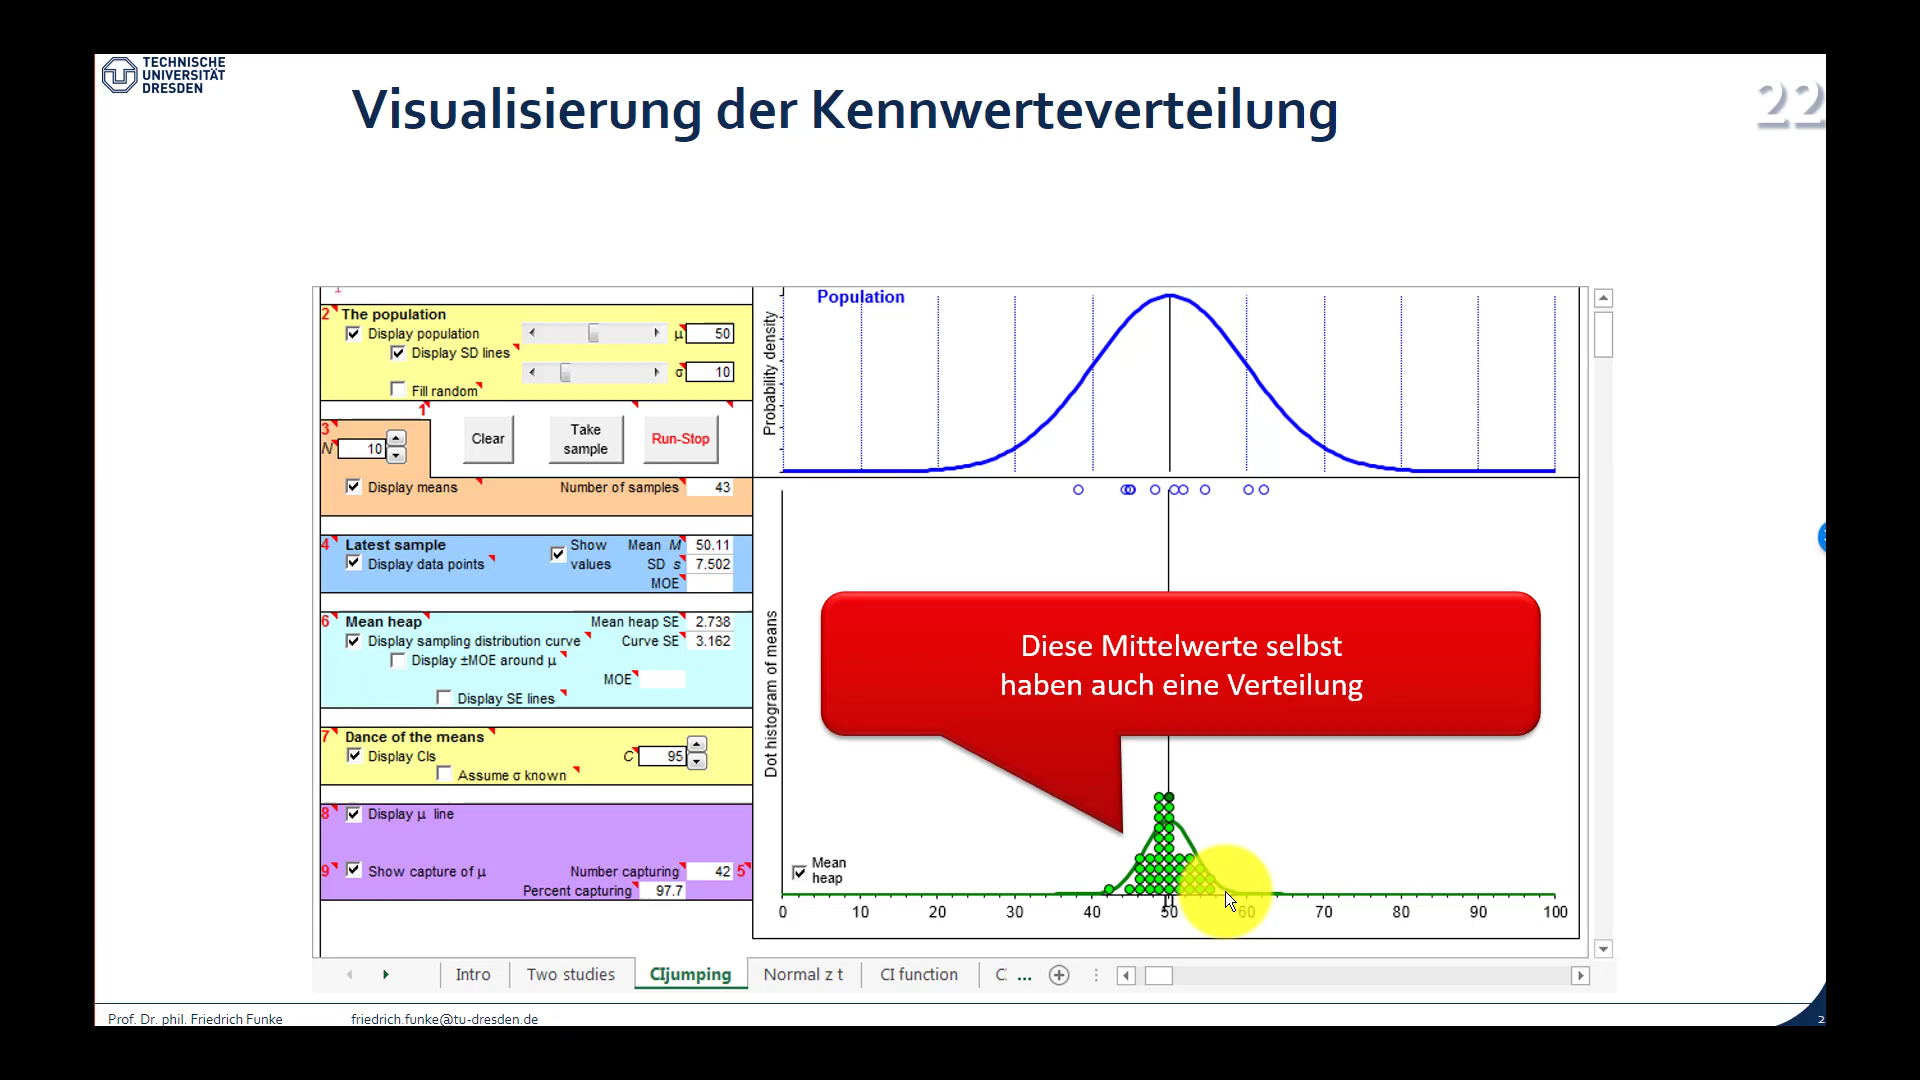 TECHNISCHE
UNIVERSITÄT
DRESDEN
Visualisierung der Kennwerteverteilung
22
2 The population
Display population
μ 50
Display SD lines
σ 10
Fill random
1
3
N 10
Clear
Take
sample
Run-Stop
Display means
Number of samples 43
4 Latest sample
Display data points
Show
values
Mean M 50.11
SD s 7.502
MOE
6 Mean heap
Mean heap SE 2.738
Display sampling distribution curve
Curve SE 3.162
Display ±MOE around μ
MOE
Display SE lines
7 Dance of the means
Display CIs
C 95
Assume σ known
8 Display μ line
9 Show capture of μ
Number capturing 42 5
Percent capturing 97.7
Population
Probability density
Dot histogram of means
Diese Mittelwerte selbst
haben auch eine Verteilung
Mean
heap
0 10 20 30 40 50 60 70 80 90 100
Intro Two studies CIjumping Normal z t CI function C ...
Prof. Dr. phil. Friedrich Funke friedrich.funke@tu-dresden.de
2